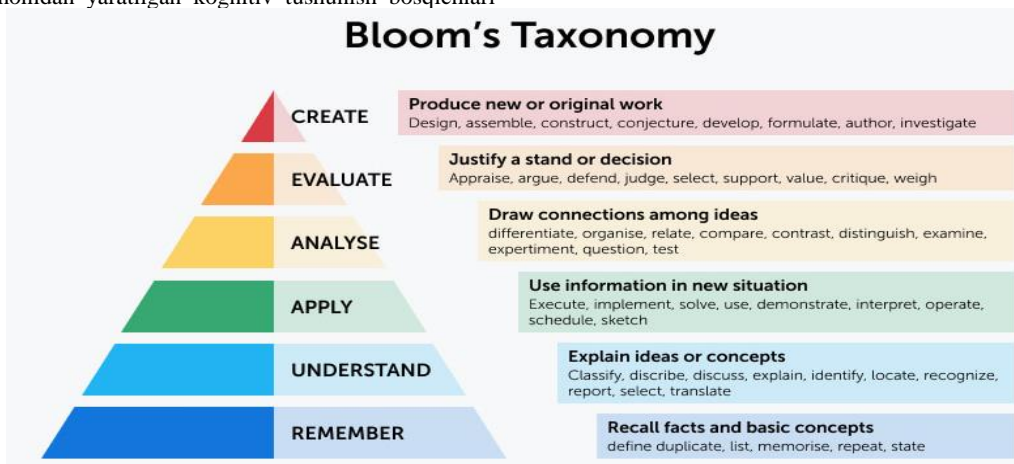 yaratilgan kognitiv tushunish bosqichlari
Bloom's Taxonomy
CREATE
Produce new or original work
Design, assemble, construct, conjecture, develop, formulate, author, investigate
EVALUATE
Justify a stand or decision
Appraise, argue, defend, judge, select, support, value, critique, weigh
ANALYSE
Draw connections among ideas
differentiate, organise, relate, compare, contrast, distinguish, examine,
expertiment, question, test
APPLY
Use information in new situation
Execute, implement, solve, use, demonstrate, interpret, operate,
schedule, sketch
UNDERSTAND
Explain ideas or concepts
Classify, discribe, discuss, explain, identify, locate, recognize,
report, select, translate
REMEMBER
Recall facts and basic concepts
define duplicate, list, memorise, repeat, state